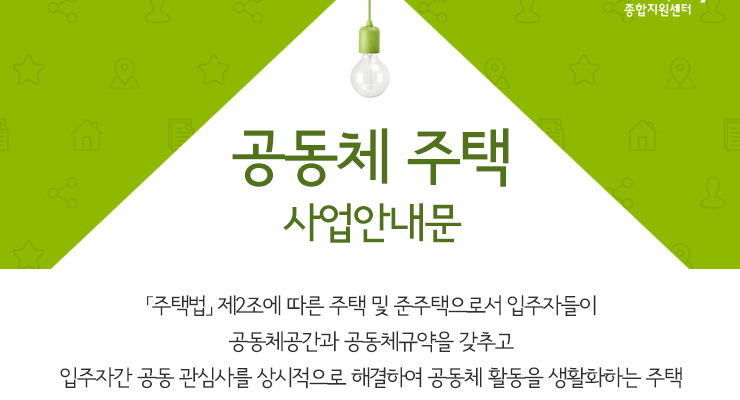 종합지원센터
공동체 주택
사업안내문
「주택법」 제2조에 따른 주택 및 준주택으로서 입주자들이
공동체공간과 공동체규약을 갖추고
입주자간 공동 관심사를 상시적으로 해결하여 공동체 활동을 생활화하는 주택